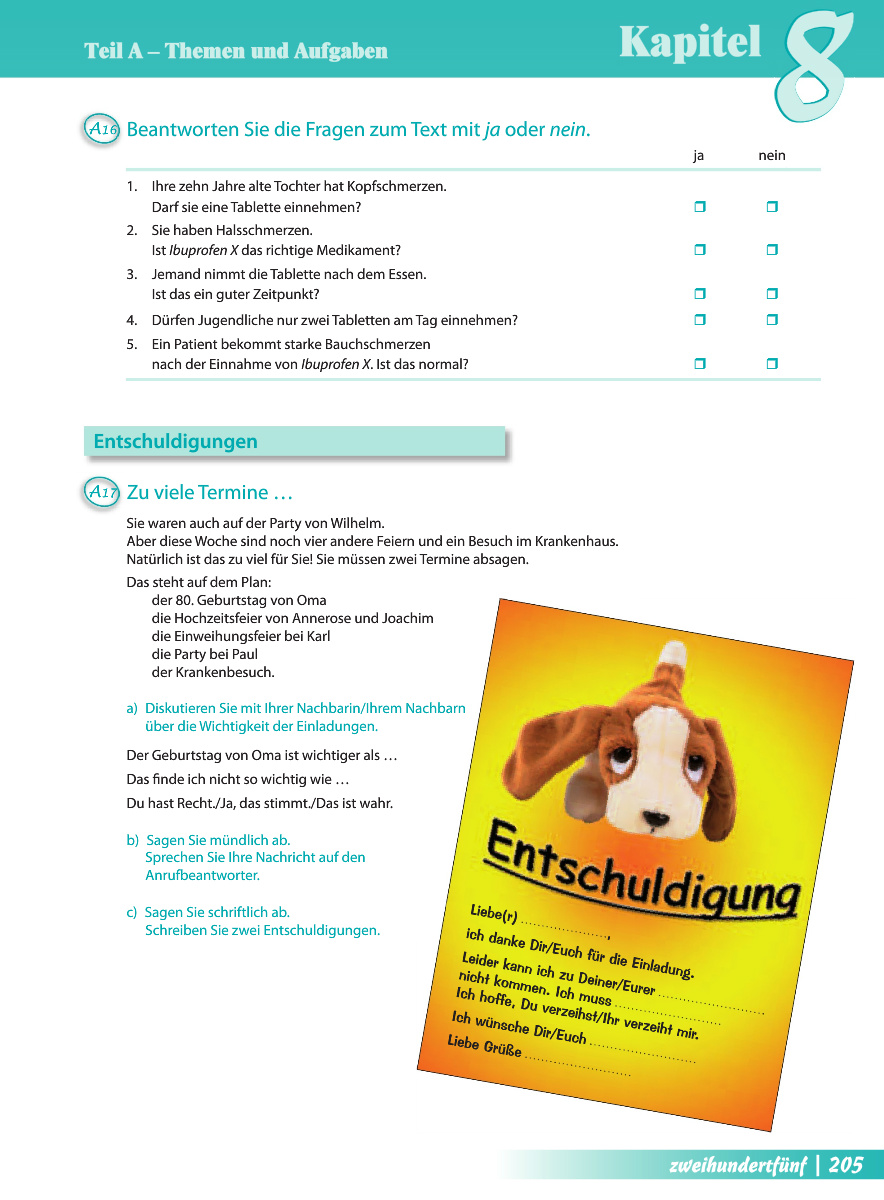 Teil A – Themen und Aufgaben
Kapitel 8
A16 Beantworten Sie die Fragen zum Text mit ja oder nein.
ja nein
1. Ihre zehn Jahre alte Tochter hat Kopfschmerzen.
Darf sie eine Tablette einnehmen?
2. Sie haben Halsschmerzen.
Ist Ibuprofen X das richtige Medikament?
3. Jemand nimmt die Tablette nach dem Essen.
Ist das ein guter Zeitpunkt?
4. Dürfen Jugendliche nur zwei Tabletten am Tag einnehmen?
5. Ein Patient bekommt starke Bauchschmerzen
nach der Einnahme von Ibuprofen X. Ist das normal?
Entschuldigungen
A17 Zu viele Termine …
Sie waren auch auf der Party von Wilhelm.
Aber diese Woche sind noch vier andere Feiern und ein Besuch im Krankenhaus.
Natürlich ist das zu viel für Sie! Sie müssen zwei Termine absagen.
Das steht auf dem Plan:
der 80. Geburtstag von Oma
die Hochzeitsfeier von Annerose und Joachim
die Einweihungsfeier bei Karl
die Party bei Paul
der Krankenbesuch.
a) Diskutieren Sie mit Ihrer Nachbarin/Ihrem Nachbarn
über die Wichtigkeit der Einladungen.
Der Geburtstag von Oma ist wichtiger als …
Das finde ich nicht so wichtig wie …
Du hast Recht./Ja, das stimmt./Das ist wahr.
b) Sagen Sie mündlich ab.
Sprechen Sie Ihre Nachricht auf den
Anrufbeantworter.
c) Sagen Sie schriftlich ab.
Schreiben Sie zwei Entschuldigungen.
Entschuldigung
Liebe(r) ....................,
ich danke Dir/Euch für die Einladung.
Leider kann ich zu Deiner/Eurer ........................
nicht kommen. Ich muss ........................
Ich hoffe, Du verzeihst/Ihr verzeiht mir.
Ich wünsche Dir/Euch ........................
Liebe Grüße ........................
zweihundertfünf | 205